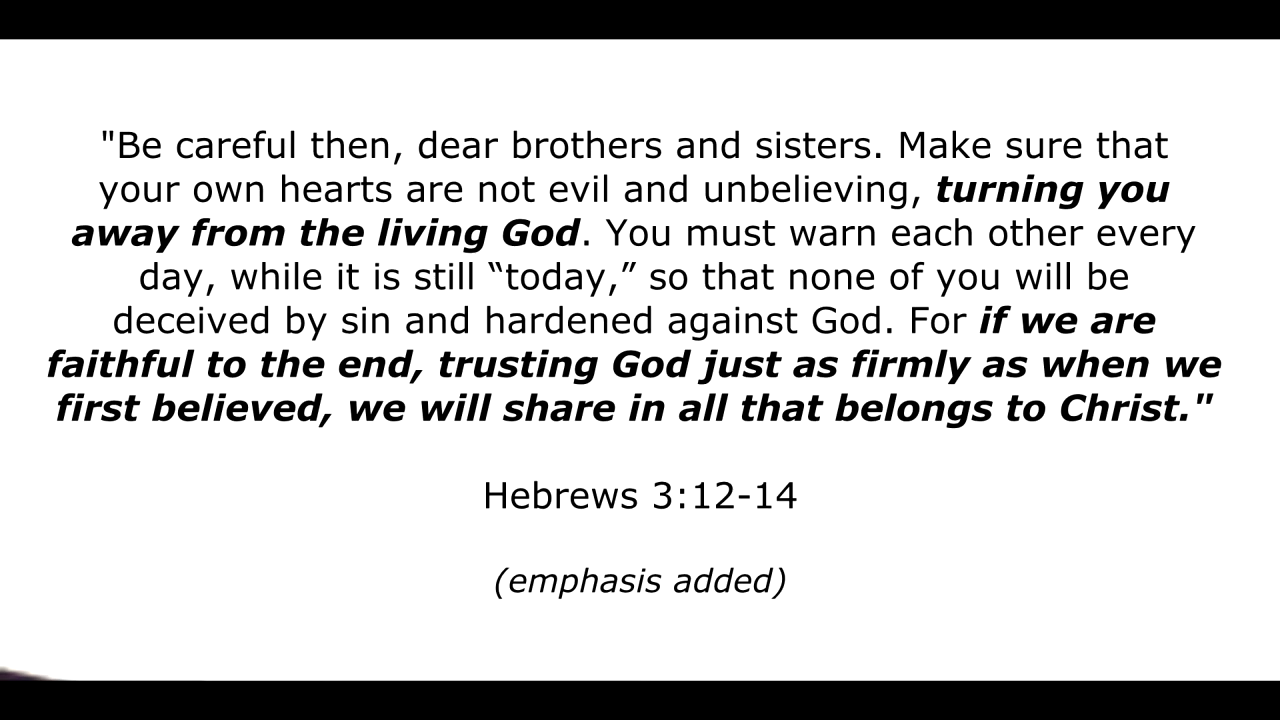 "Be careful then, dear brothers and sisters. Make sure that
your own hearts are not evil and unbelieving, turning you
away from the living God. You must warn each other every
day, while it is still “today,” so that none of you will be
deceived by sin and hardened against God. For if we are
faithful to the end, trusting God just as firmly as when we
first believed, we will share in all that belongs to Christ."
Hebrews 3:12-14
(emphasis added)